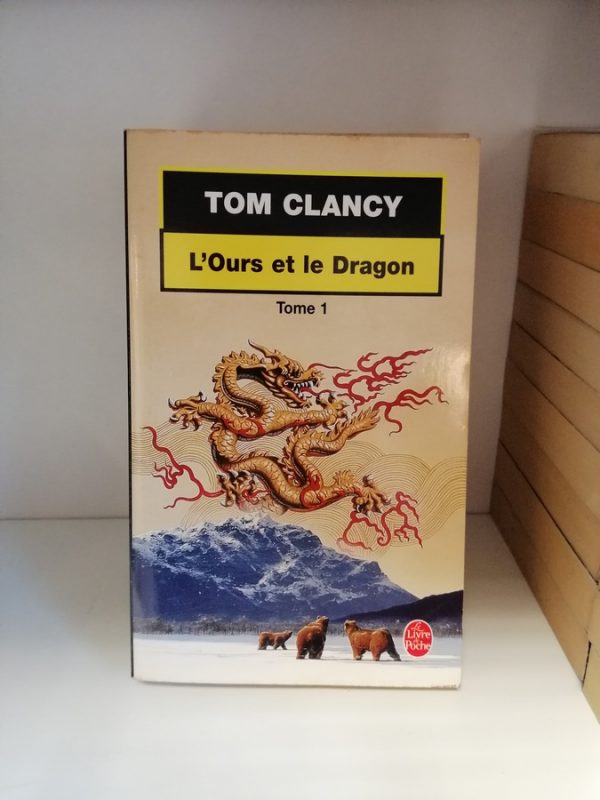 TOM CLANCY
L'Ours et le Dragon
Tome 1
Le
Livre
de
Poche